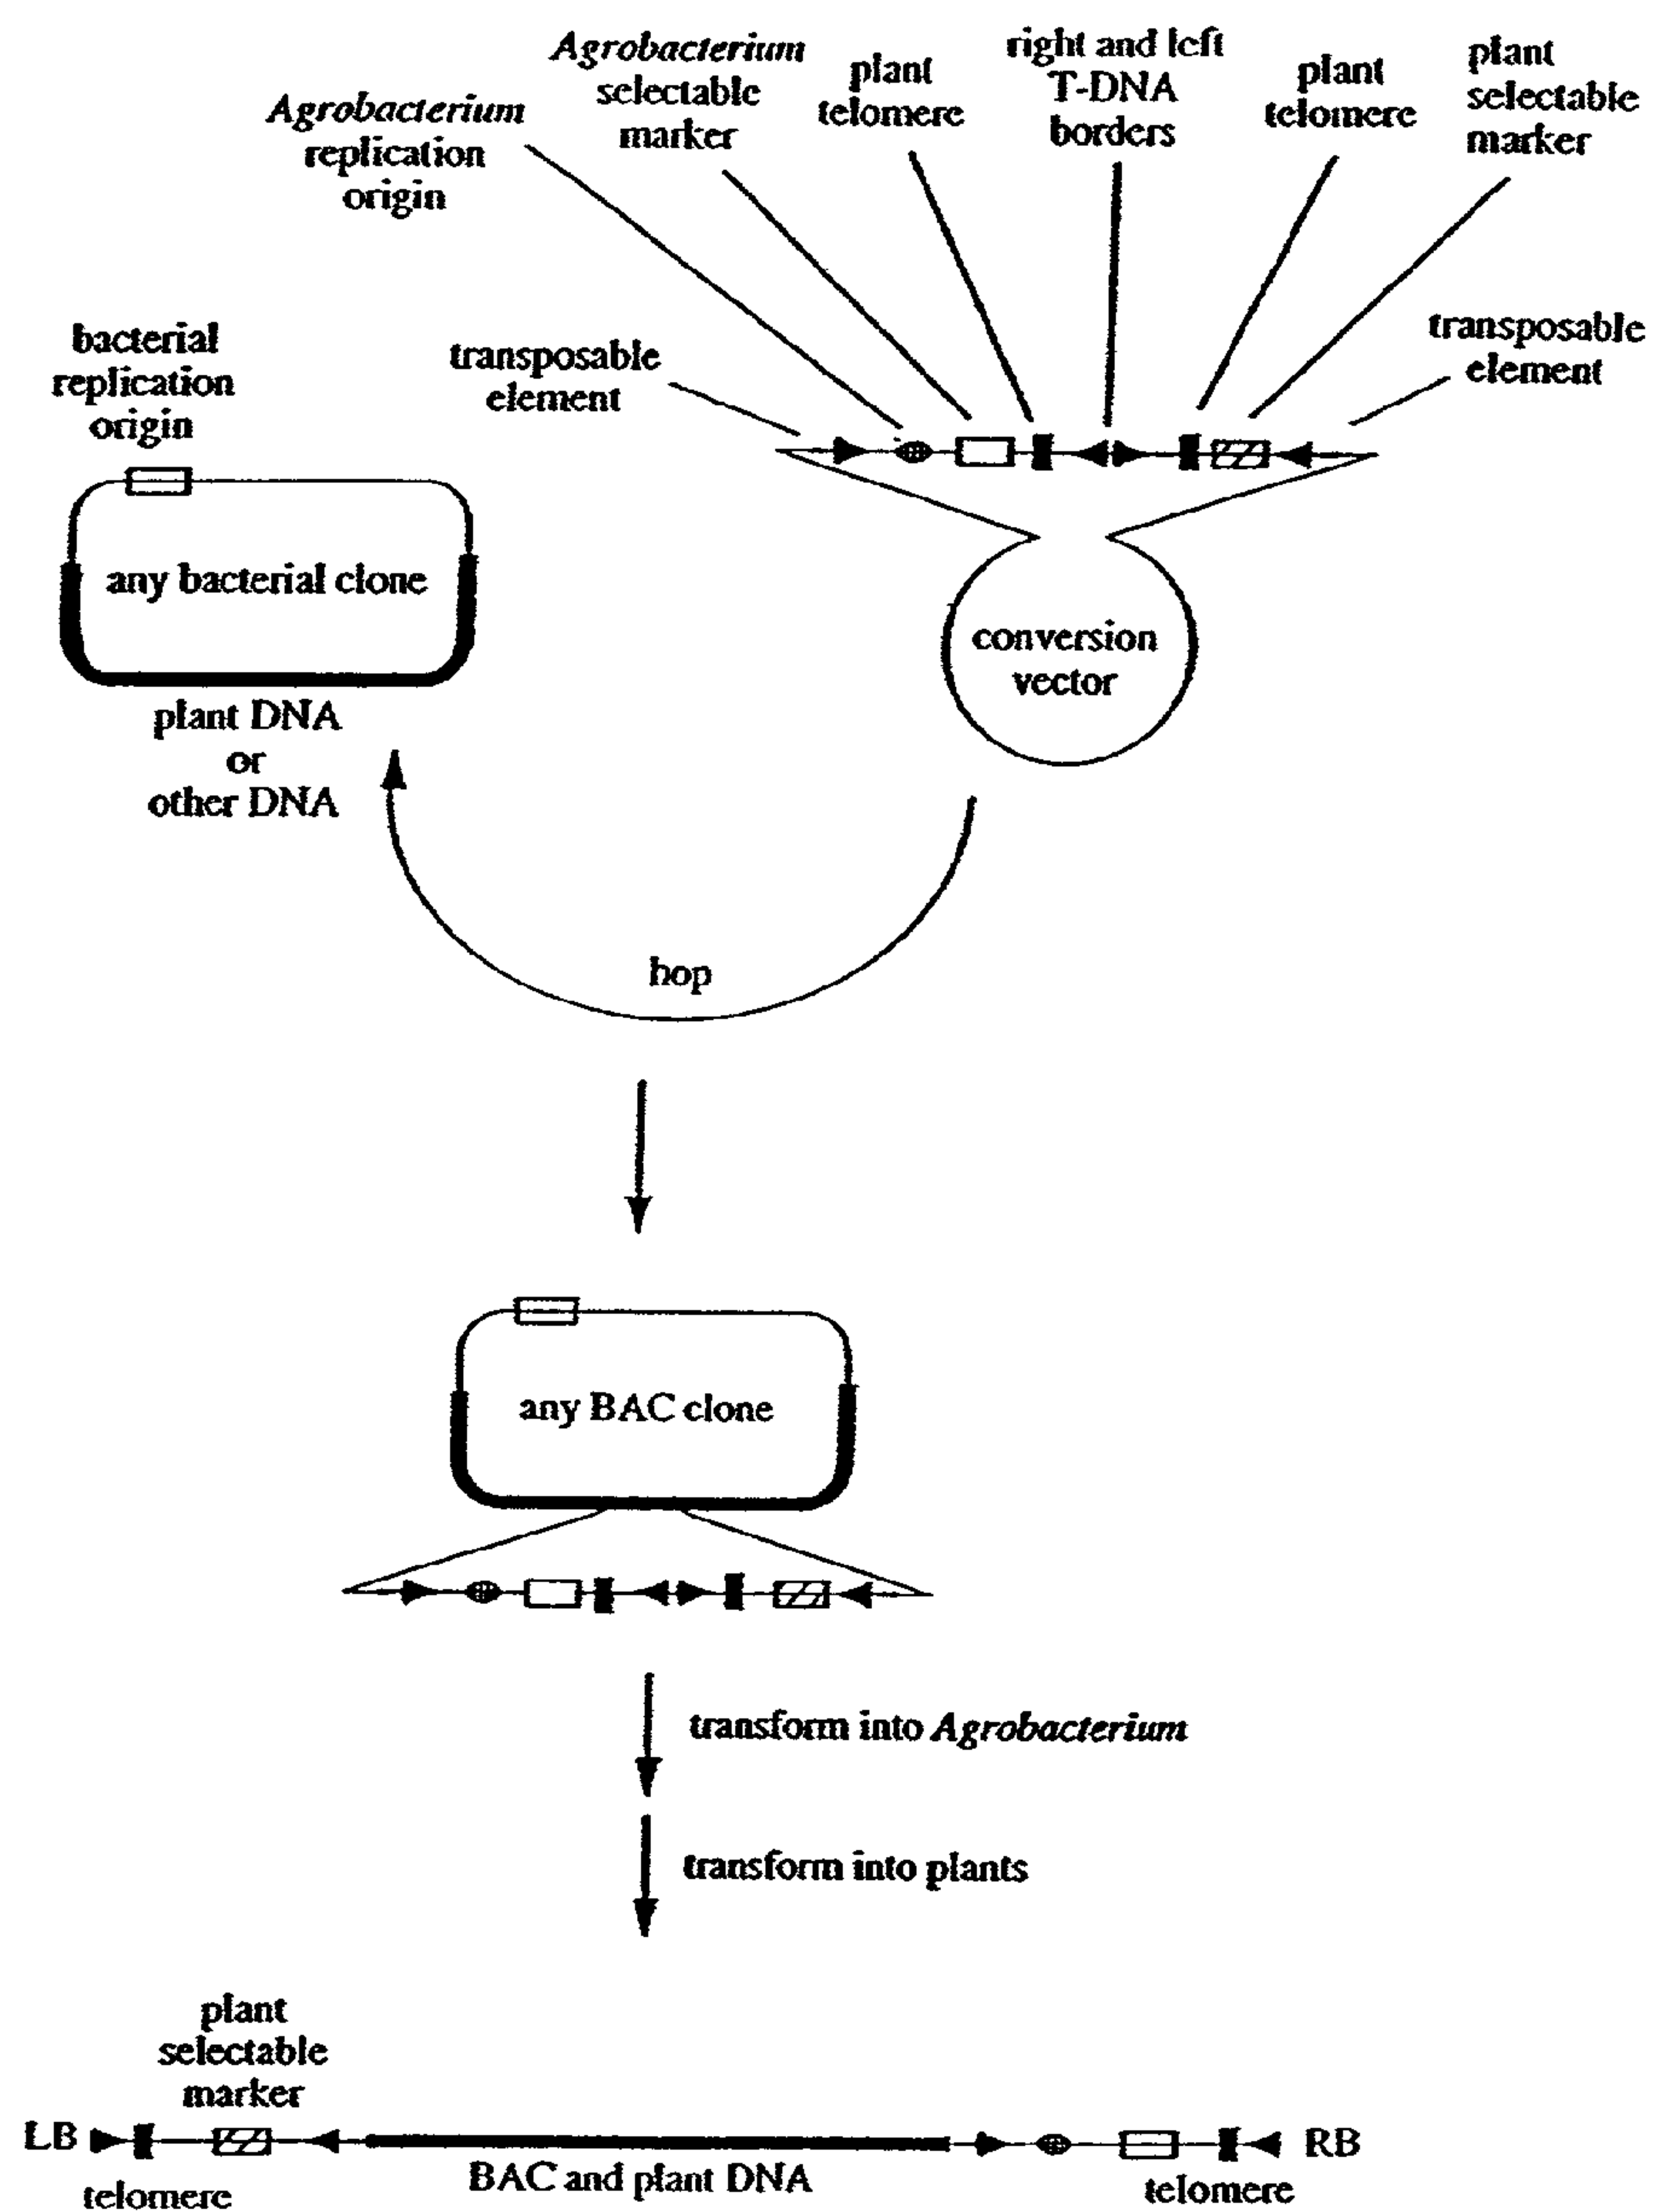 Agrobacterium
replication
origin
Agrobacterium
selectable
marker
plant
telomere
right and left
T-DNA
borders
plant
telomere
plant
selectable
marker
bacterial
replication
origin
transposable
element
transposable
element
any bacterial clone
conversion
vector
plant DNA
or
other DNA
hop
any BAC clone
transform into Agrobacterium
transform into plants
plant
selectable
marker
LB
RB
telomere
BAC and plant DNA
telomere